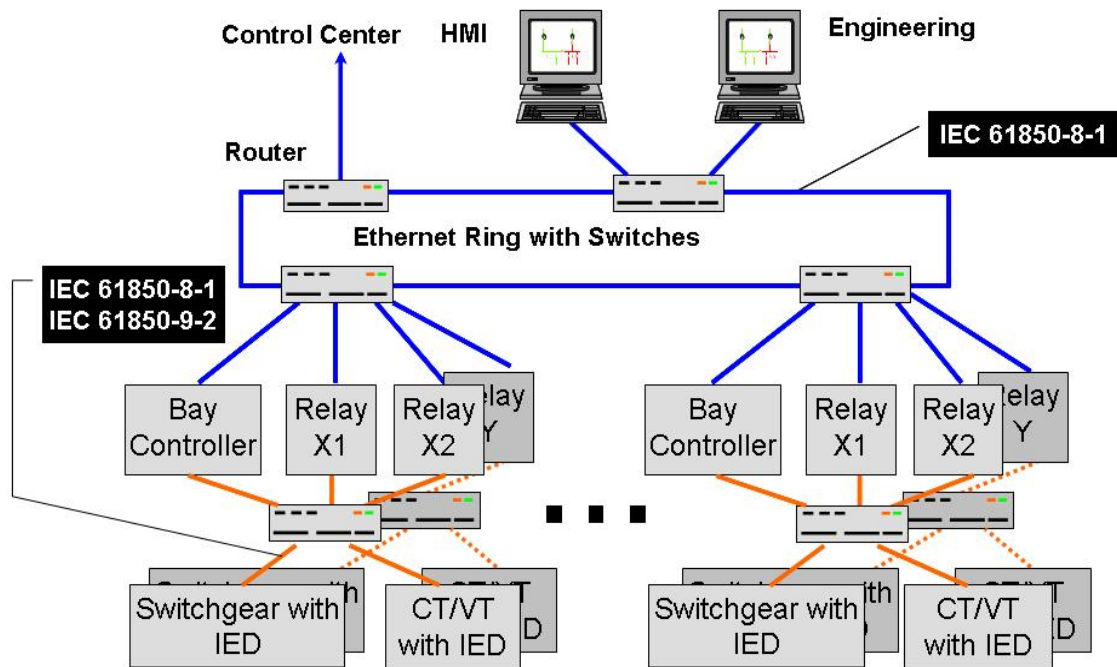 Control Center
HMI
Engineering
IEC 61850-8-1
Router
Ethernet Ring with Switches
IEC 61850-8-1
IEC 61850-9-2
Bay
Controller
Relay
X1
Relay
X2
Relay
Y
Bay
Controller
Relay
X1
Relay
X2
Relay
Y
Switchgear with
IED
CT/VT
with IED
Switchgear with
IED
CT/VT
with IED